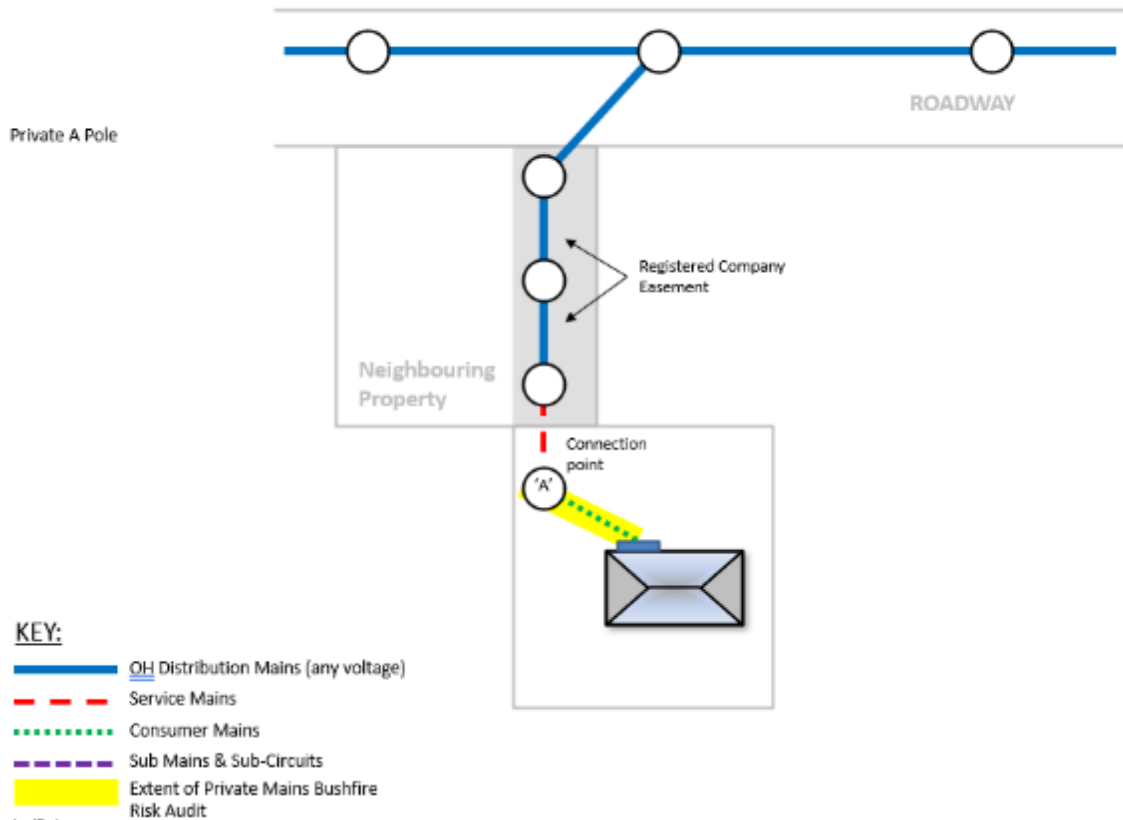 ROADWAY
Private A Pole
Registered Company
Easement
Neighbouring
Property
Connection
point
'A'
KEY:
OH Distribution Mains (any voltage)
Service Mains
Consumer Mains
Sub Mains & Sub-Circuits
Extent of Private Mains Bushfire
Risk Audit